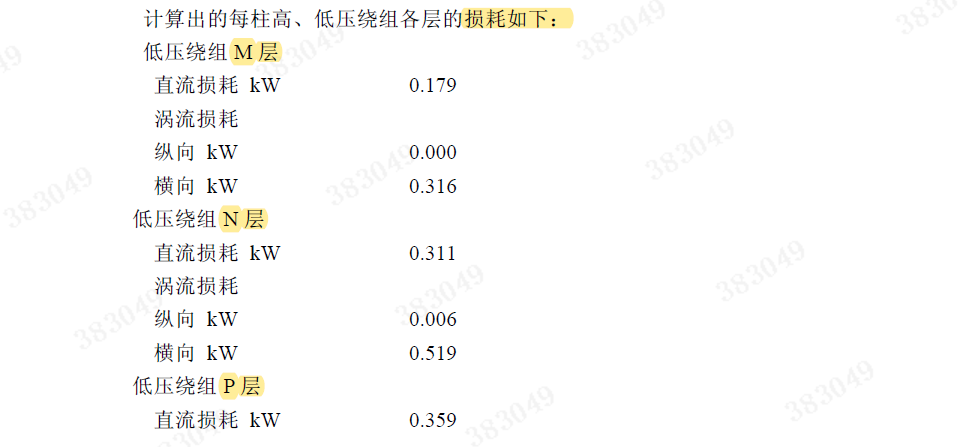 计算出的每柱高、低压绕组各层的损耗如下：
低压绕组 M 层
直流损耗 kW 0.179
涡流损耗
纵向 kW 0.000
横向 kW 0.316
低压绕组 N 层
直流损耗 kW 0.311
涡流损耗
纵向 kW 0.006
横向 kW 0.519
低压绕组 P 层
直流损耗 kW 0.359
383049
383049
383049
383049
383049
383049
383049
383049
383049
383049
383049